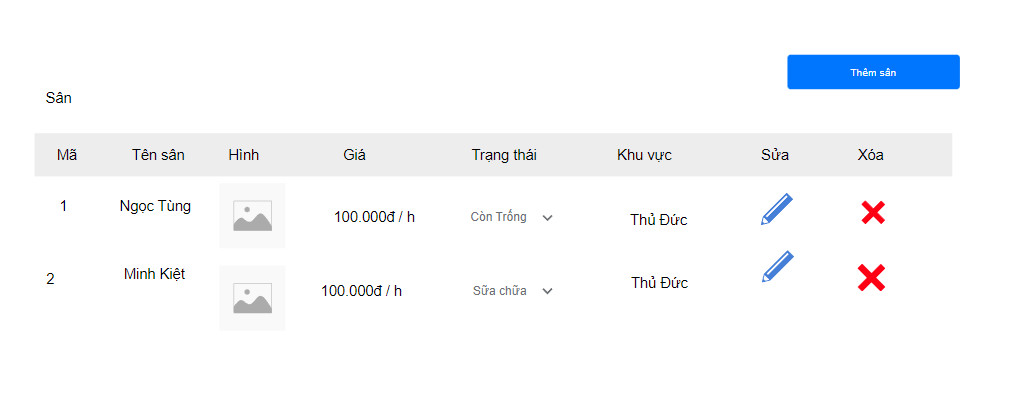 Thêm sân
Sân
Mã Tên sân Hình Giá Trạng thái Khu vực Sửa Xóa
1 Ngọc Tùng 100.000đ / h Còn Trống Thủ Đức
2 Minh Kiệt 100.000đ / h Sữa chữa Thủ Đức